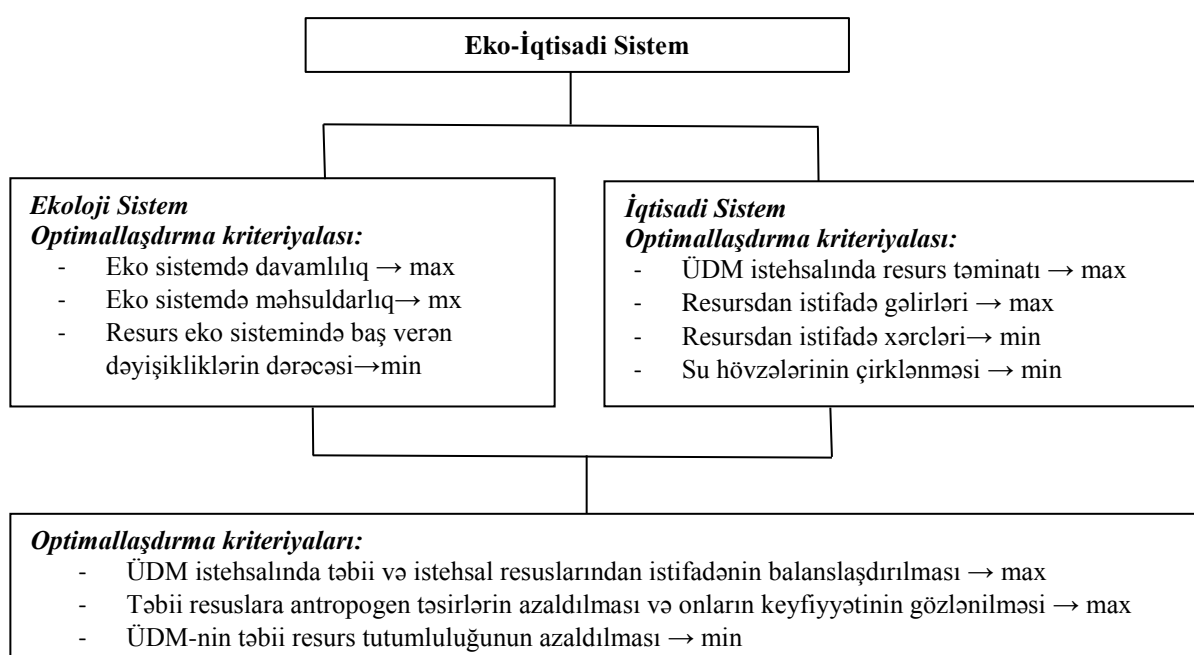 Eko-İqtisadi Sistem
Ekoloji Sistem
Optimallaşdırma kriteriyalası:
- Eko sistemdə davamlılıq → max
- Eko sistemdə məhsuldarlıq→ mx
- Resurs eko sistemində baş verən
dəyişikliklərin dərəcəsi→min
İqtisadi Sistem
Optimallaşdırma kriteriyalası:
- ÜDM istehsalında resurs təminatı → max
- Resursdan istifadə gəlirləri → max
- Resursdan istifadə xərcləri→ min
- Su hövzələrinin çirklənməsi → min
Optimallaşdırma kriteriyaları:
- ÜDM istehsalında təbii və istehsal resuslarından istifadənin balanslaşdırılması → max
- Təbii resuslara antropogen təsirlərin azaldılması və onların keyfiyyətinin gözlənilməsi → max
- ÜDM-nin təbii resurs tutumluluğunun azaldılması → min